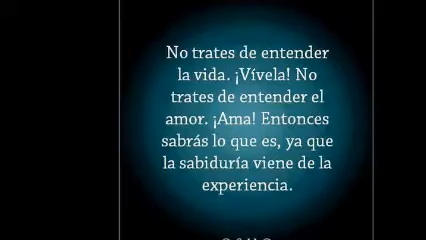 No trates de entender
la vida. ¡Vívela! No
trates de entender el
amor. ¡Ama! Entonces
sabrás lo que es, ya que
la sabiduría viene de la
experiencia.